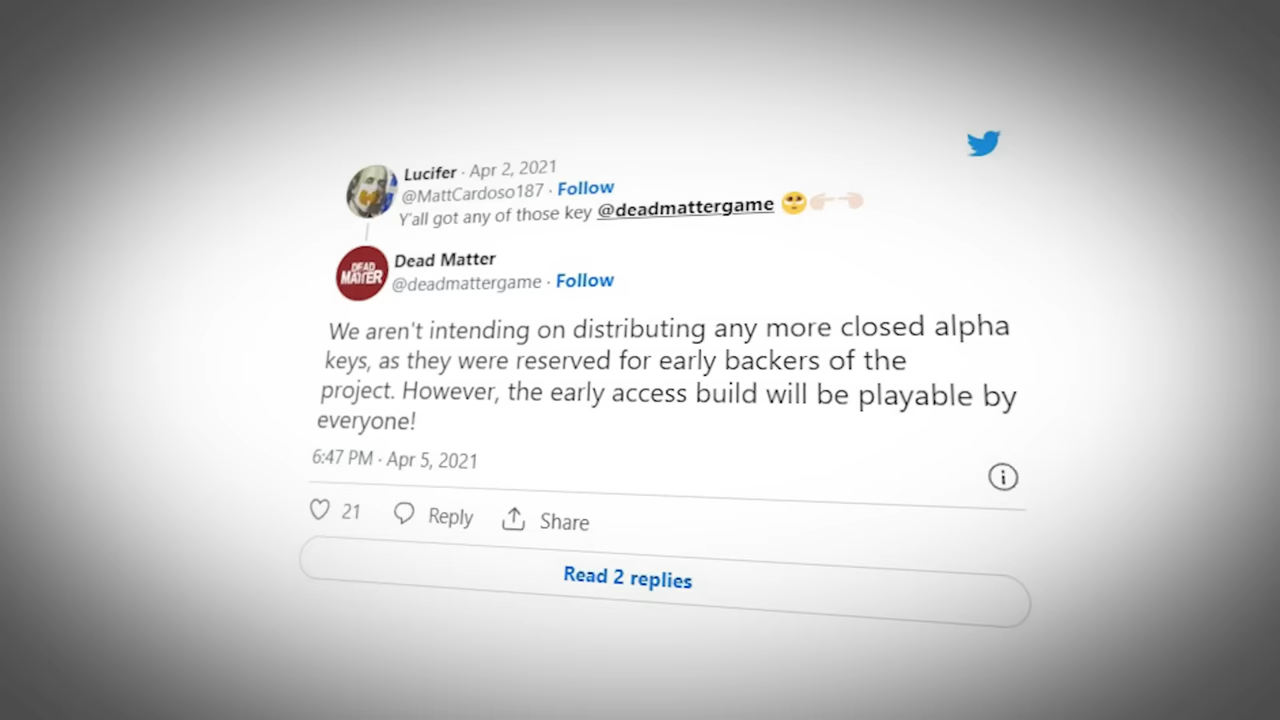 Lucifer · Apr 2, 2021
@MattCardoso187 · Follow
Y'all got any of those key @deadmattergame 🥺👉👈
DEAD
MATTER
Dead Matter
@deadmattergame · Follow
We aren't intending on distributing any more closed alpha
keys, as they were reserved for early backers of the
project. However, the early access build will be playable by
everyone!
6:47 PM · Apr 5, 2021
21 Reply Share
Read 2 replies